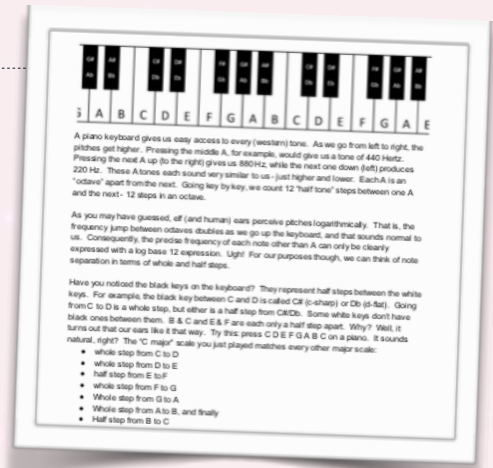 G# A# C# D# F# G# A# C# D# F# G# A#
Ab Bb Db Eb Gb Ab Bb Db Eb Gb Ab Bb
A B C D E F G A B C D E F G A
A piano keyboard gives us easy access to every (western) tone. As we go from left to right, the
pitches get higher. Pressing the middle A, for example, would give us a tone of 440 Hertz.
Pressing the next A up (to the right) gives us 880Hz, while the next one down (left) produces
220 Hz. These A tones each sound very similar to us - just higher and lower. Each A is an
"octave" apart from the next. Going key by key, we count 12 "half tone" steps between one A
and the next - 12 steps in an octave.
As you may have guessed, elf (and human) ears perceive pitches logarithmically. That is, the
frequency jump between octaves doubles as we go up the keyboard, and that sounds normal to
us. Consequently, the precise frequency of each note other than A can only be cleanly
expressed with a log base 12 expression. Ugh! For our purposes though, we can think of note
separation in terms of whole and half steps.
Have you noticed the black keys on the keyboard? They represent half steps between the white
keys. For example, the black key between C and D is called C# (c-sharp) or Db (d-flat). Going
from C to D is a whole step, but either is a half step from C#/Db. Some white keys don't have
black ones between them. B & C and E & F are each only a half step apart. Why? Well, it
turns out that our ears like it that way. Try this: press C D E F G A B C on a piano. It sounds
natural, right? The "C major" scale you just played matches every other major scale:
• whole step from C to D
• whole step from D to E
• half step from E to F
• whole step from F to G
• Whole step from G to A
• Whole step from A to B, and finally
• Half step from B to C